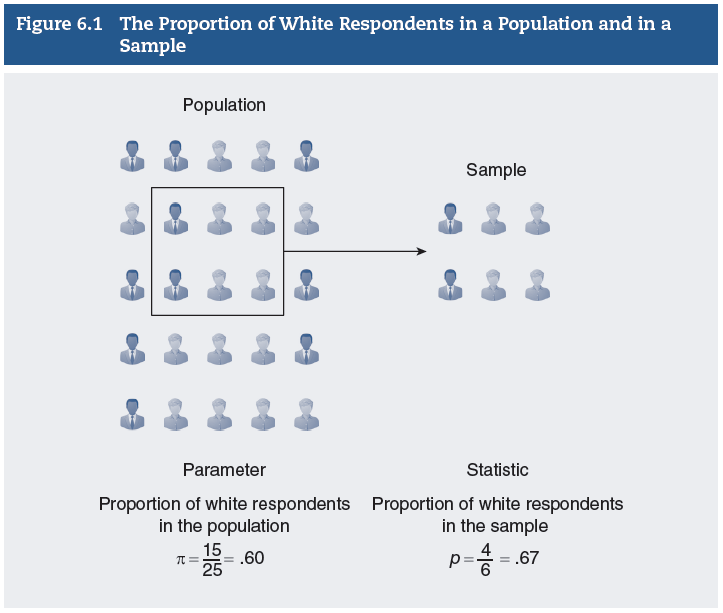 Figure 6.1 The Proportion of White Respondents in a Population and in a
Sample
Population
Sample
Parameter
Proportion of white respondents
in the population
π = 15/25 = .60
Statistic
Proportion of white respondents
in the sample
p = 4/6 = .67